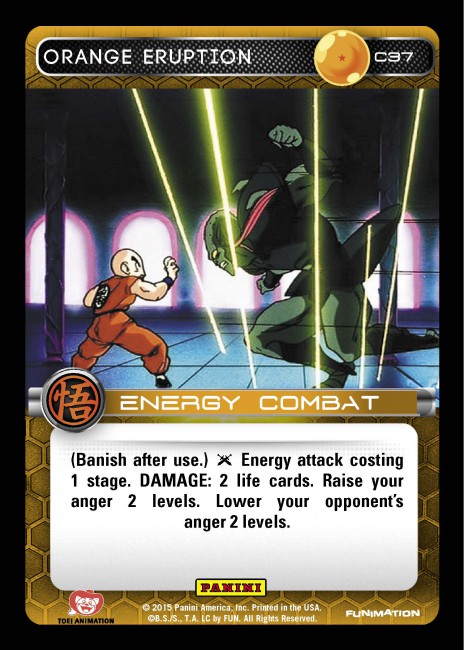 ORANGE ERUPTION
C97
悟
ENERGY COMBAT
(Banish after use.) Energy attack costing
1 stage. DAMAGE: 2 life cards. Raise your
anger 2 levels. Lower your opponent's
anger 2 levels.
PANINI
TOEI ANIMATION
© 2015 Panini America, Inc. Printed in the USA.
©B.S./S., T.A. LC by FUN. All Rights Reserved.
FUNIMATION